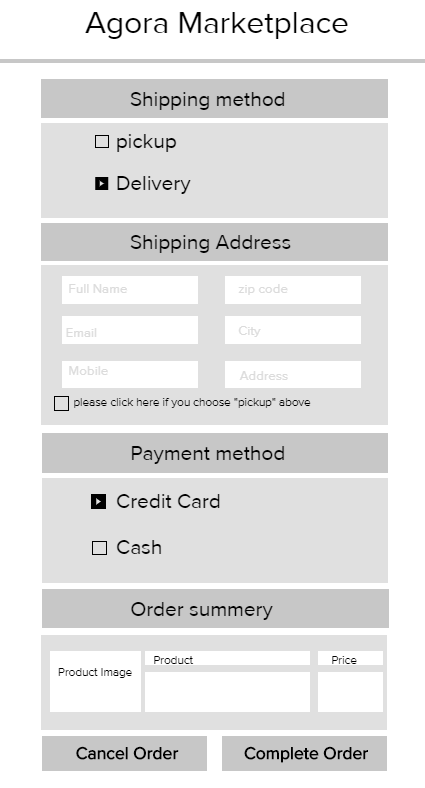 Agora Marketplace
Shipping method
pickup
Delivery
Shipping Address
Full Name
zip code
Email
City
Mobile
Address
please click here if you choose "pickup" above
Payment method
Credit Card
Cash
Order summery
Product Image
Product
Price
Cancel Order
Complete Order